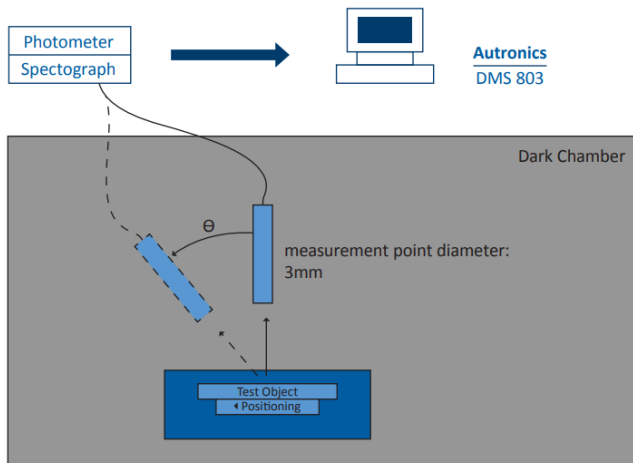 Photometer
Spectograph
Autronics
DMS 803
Dark Chamber
Θ
measurement point diameter:
3mm
Test Object
Positioning